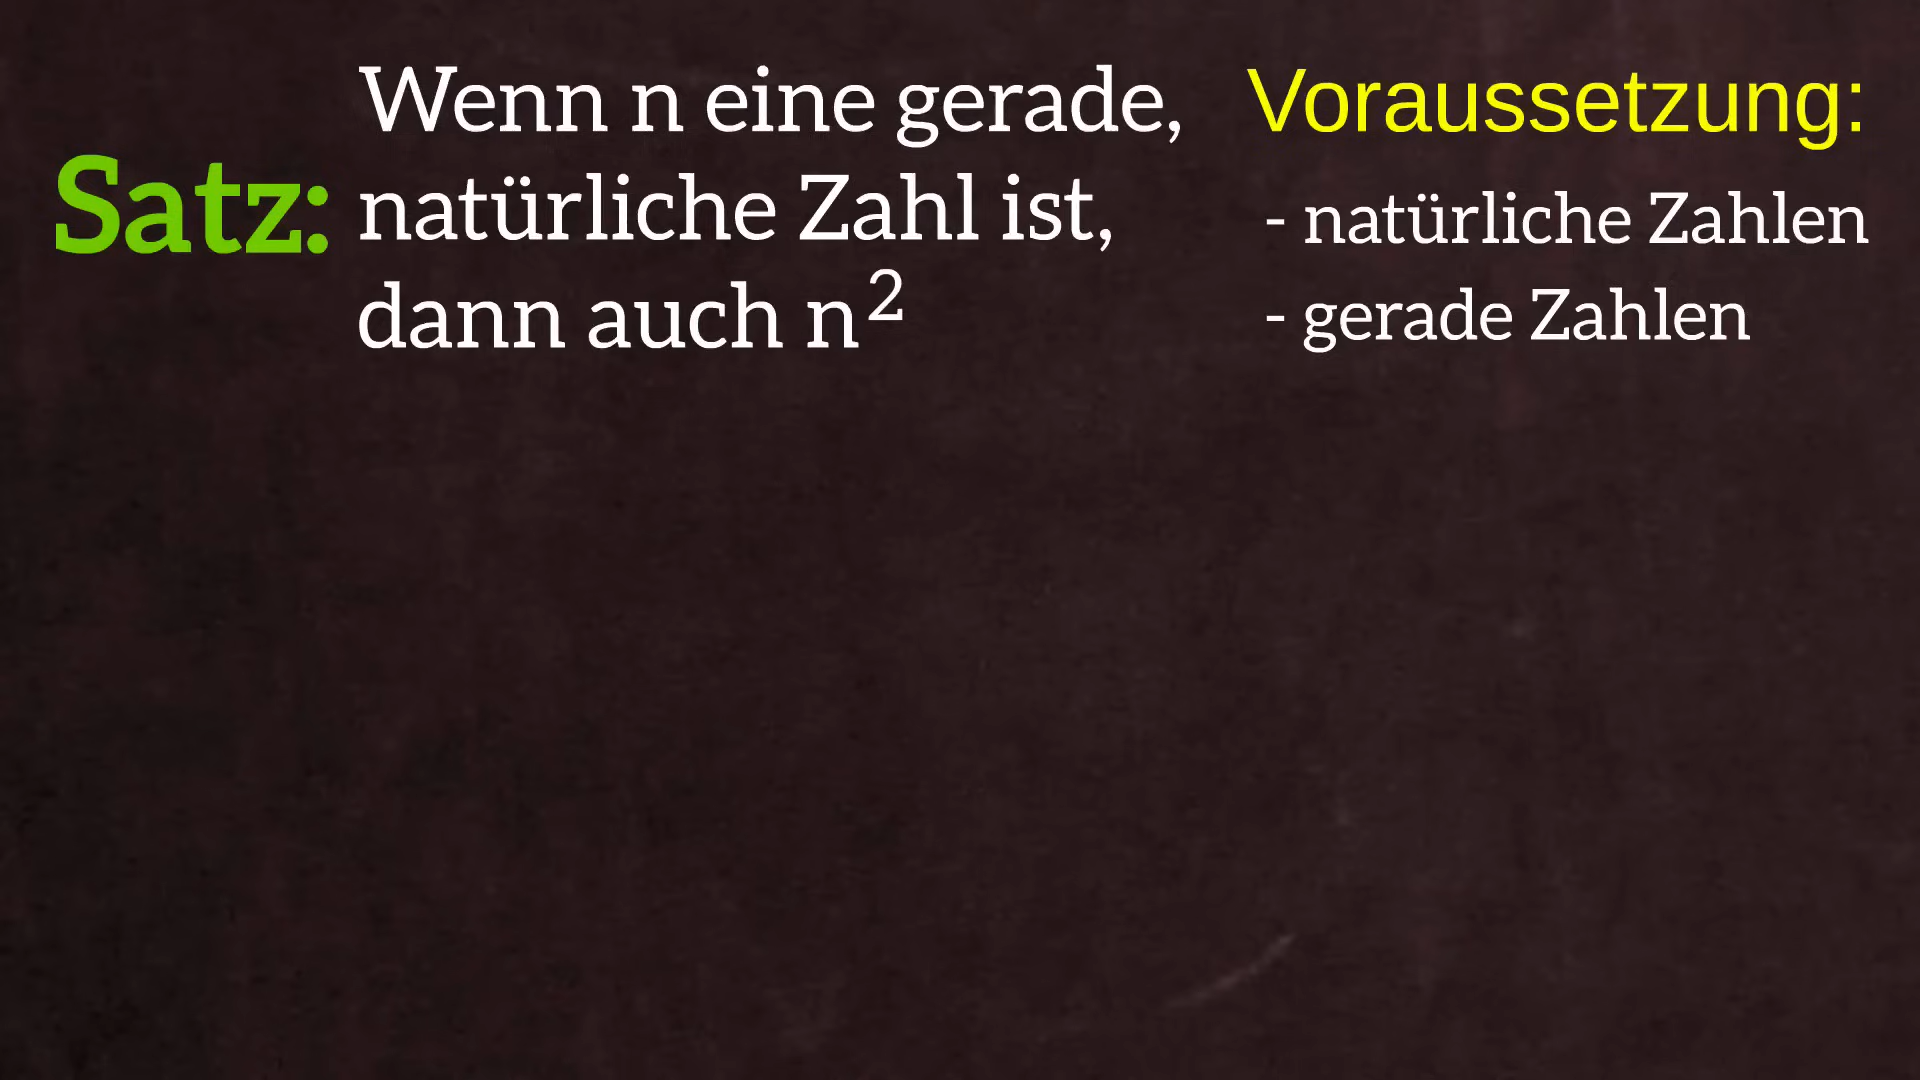 Satz:
Wenn n eine gerade,
natürliche Zahl ist,
dann auch n²
Voraussetzung:
- natürliche Zahlen
- gerade Zahlen